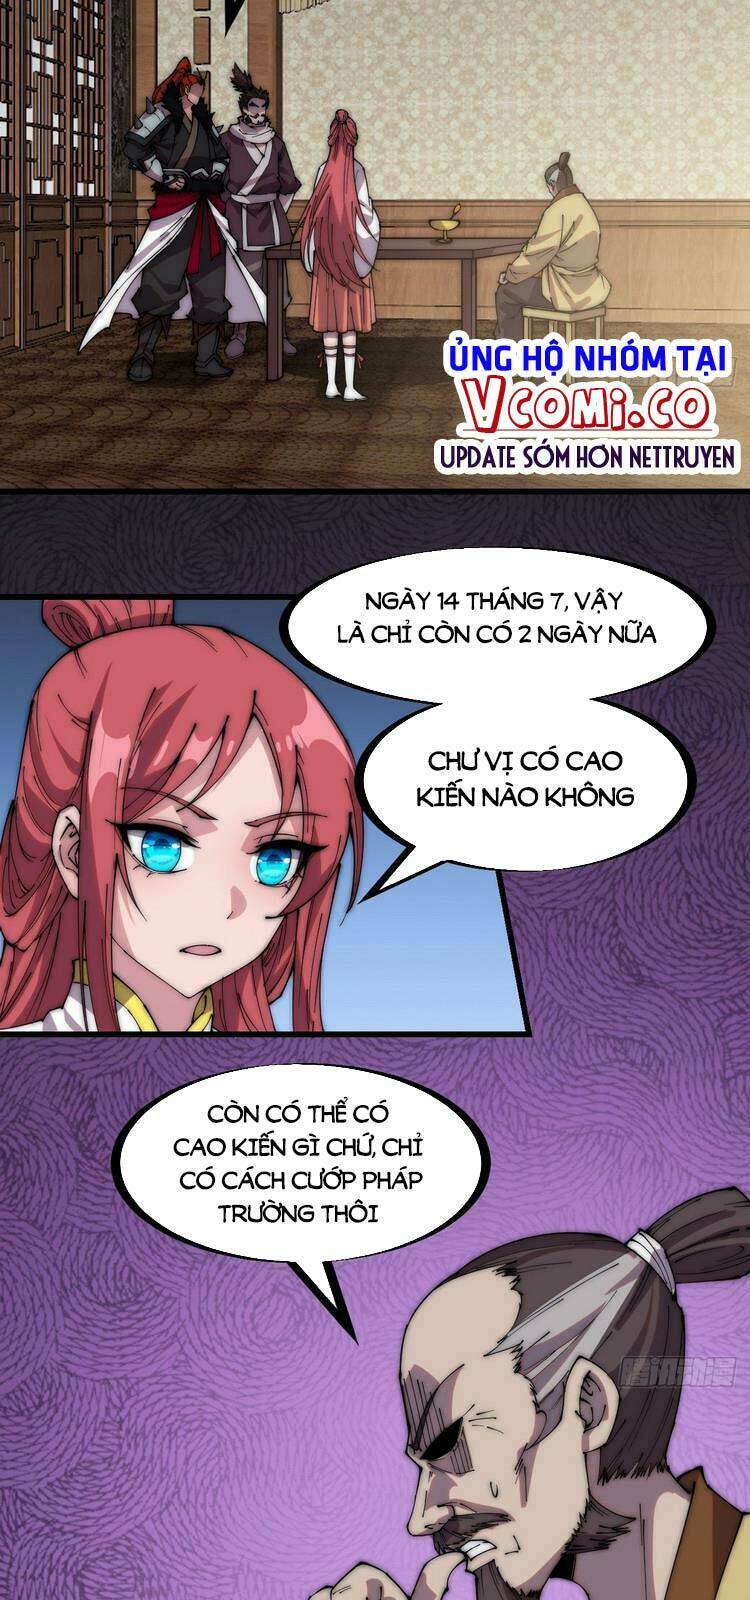 ỦNG HỘ NHÓM TẠI
VCOMI.CO
UPDATE SỚM HƠN NETTRUYEN
NGÀY 14 THÁNG 7, VẬY
LÀ CHỈ CÒN CÓ 2 NGÀY NỮA
CHƯ VỊ CÓ CAO
KIẾN NÀO KHÔNG
CÒN CÓ THỂ CÓ
CAO KIẾN GÌ CHỨ, CHỈ
CÓ CÁCH CƯỚP PHÁP
TRƯỜNG THÔI